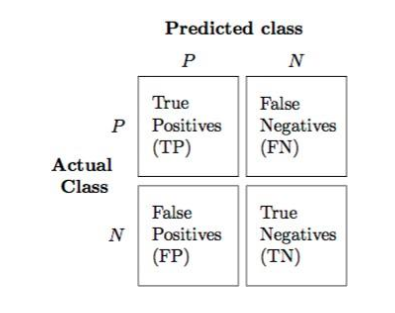 Predicted class
P N
True Positives (TP)
False Negatives (FN)
P
Actual Class
False Positives (FP)
True Negatives (TN)
N